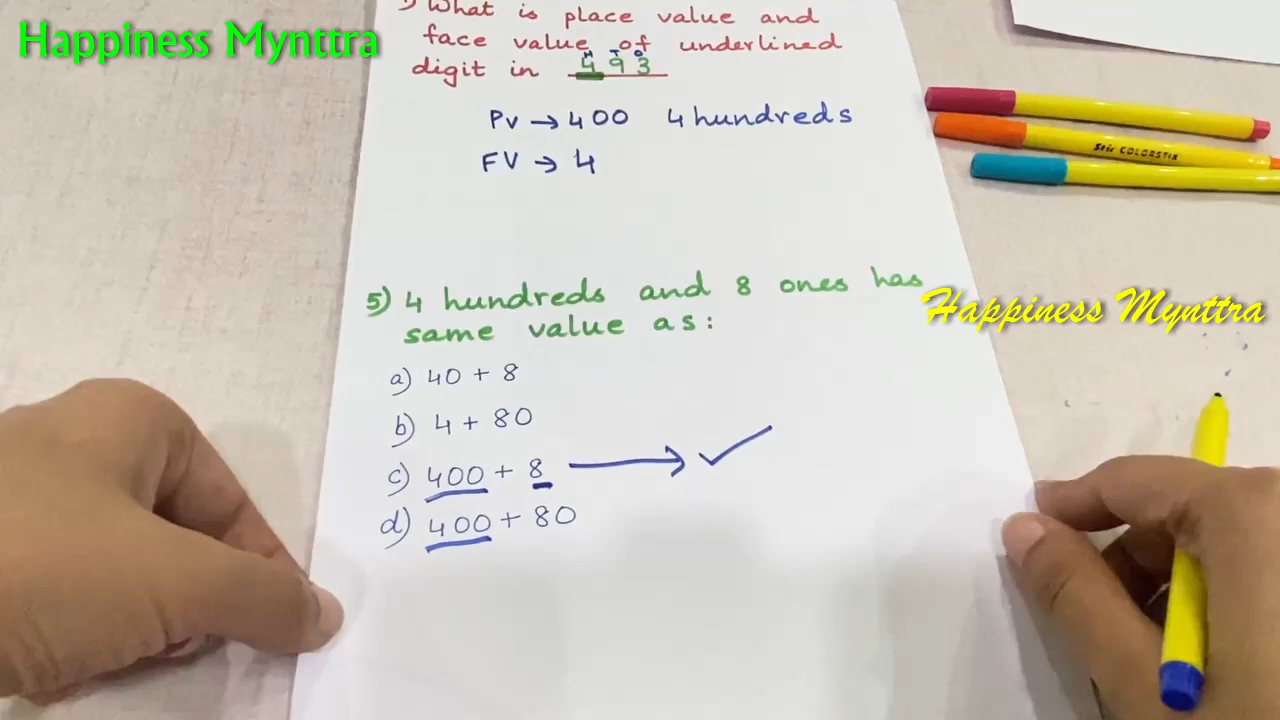 Happiness Mynttra
What is place value and
face value of underlined
H T O
digit in 493
Pv → 400 4 hundreds
FV → 4
5) 4 hundreds and 8 ones has
same value as:
Happiness Mynttra
a) 40 + 8
b) 4 + 80
c) 400 + 8 → ✓
d) 400 + 80
Stic COLORSTIX